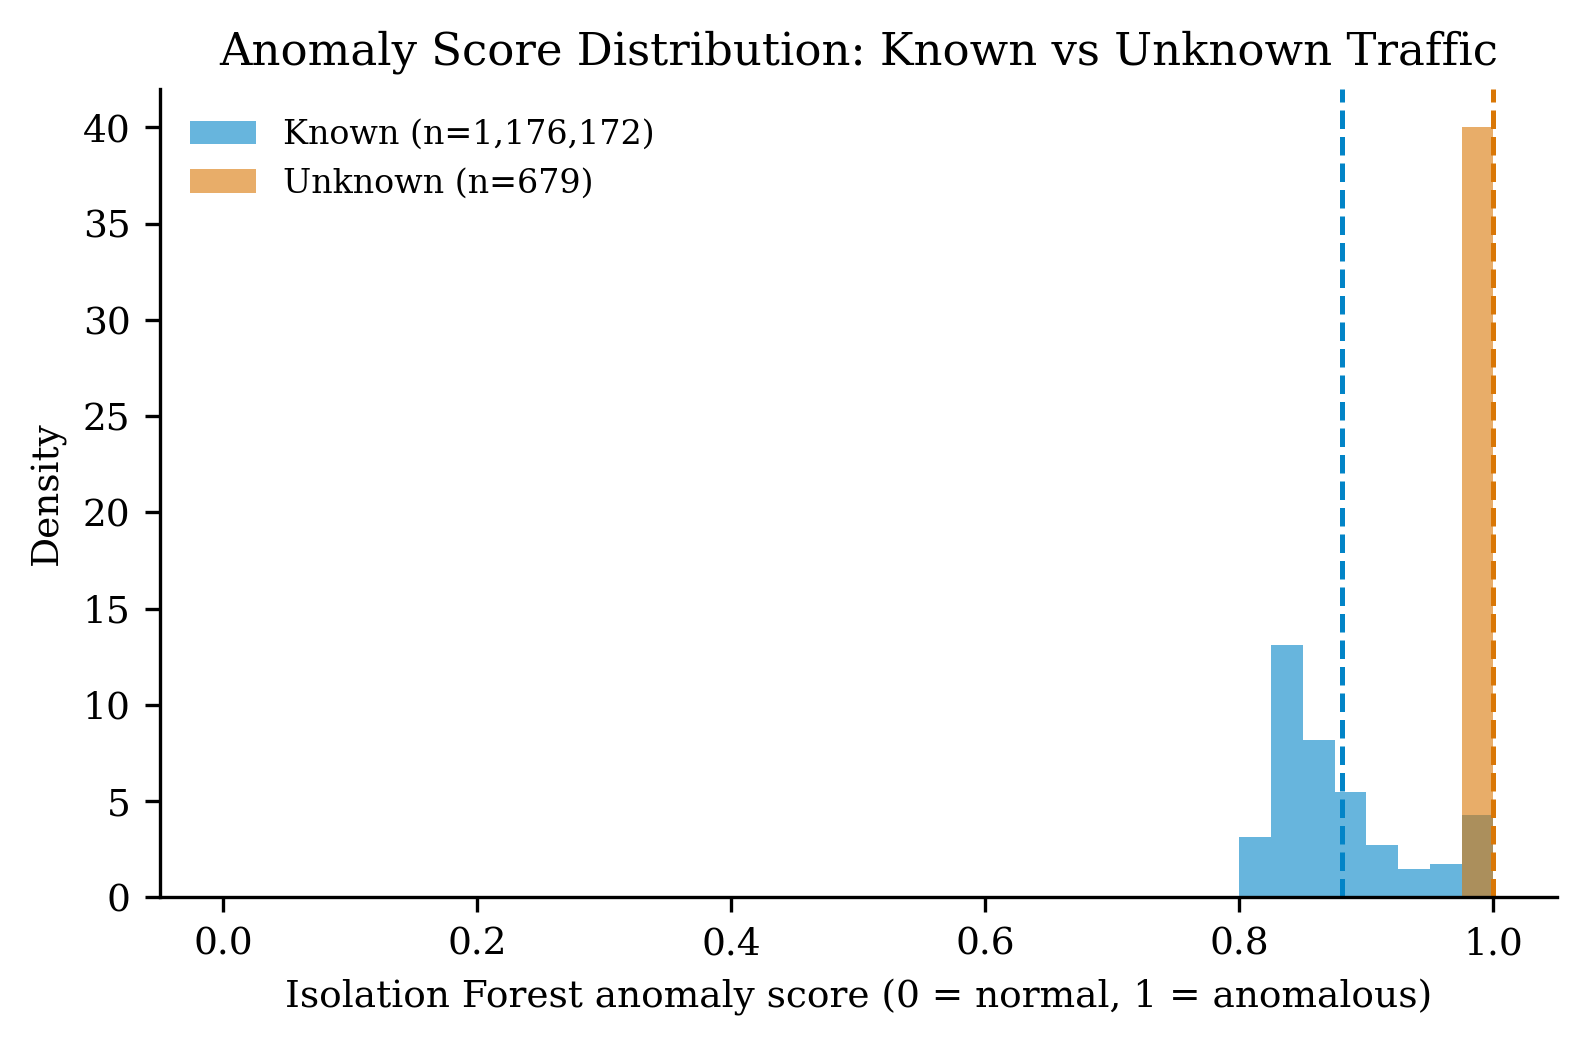 Anomaly Score Distribution: Known vs Unknown Traffic
Known (n=1,176,172)
Unknown (n=679)
40
35
30
25
20
15
10
5
0
Density
0.0 0.2 0.4 0.6 0.8 1.0
Isolation Forest anomaly score (0 = normal, 1 = anomalous)